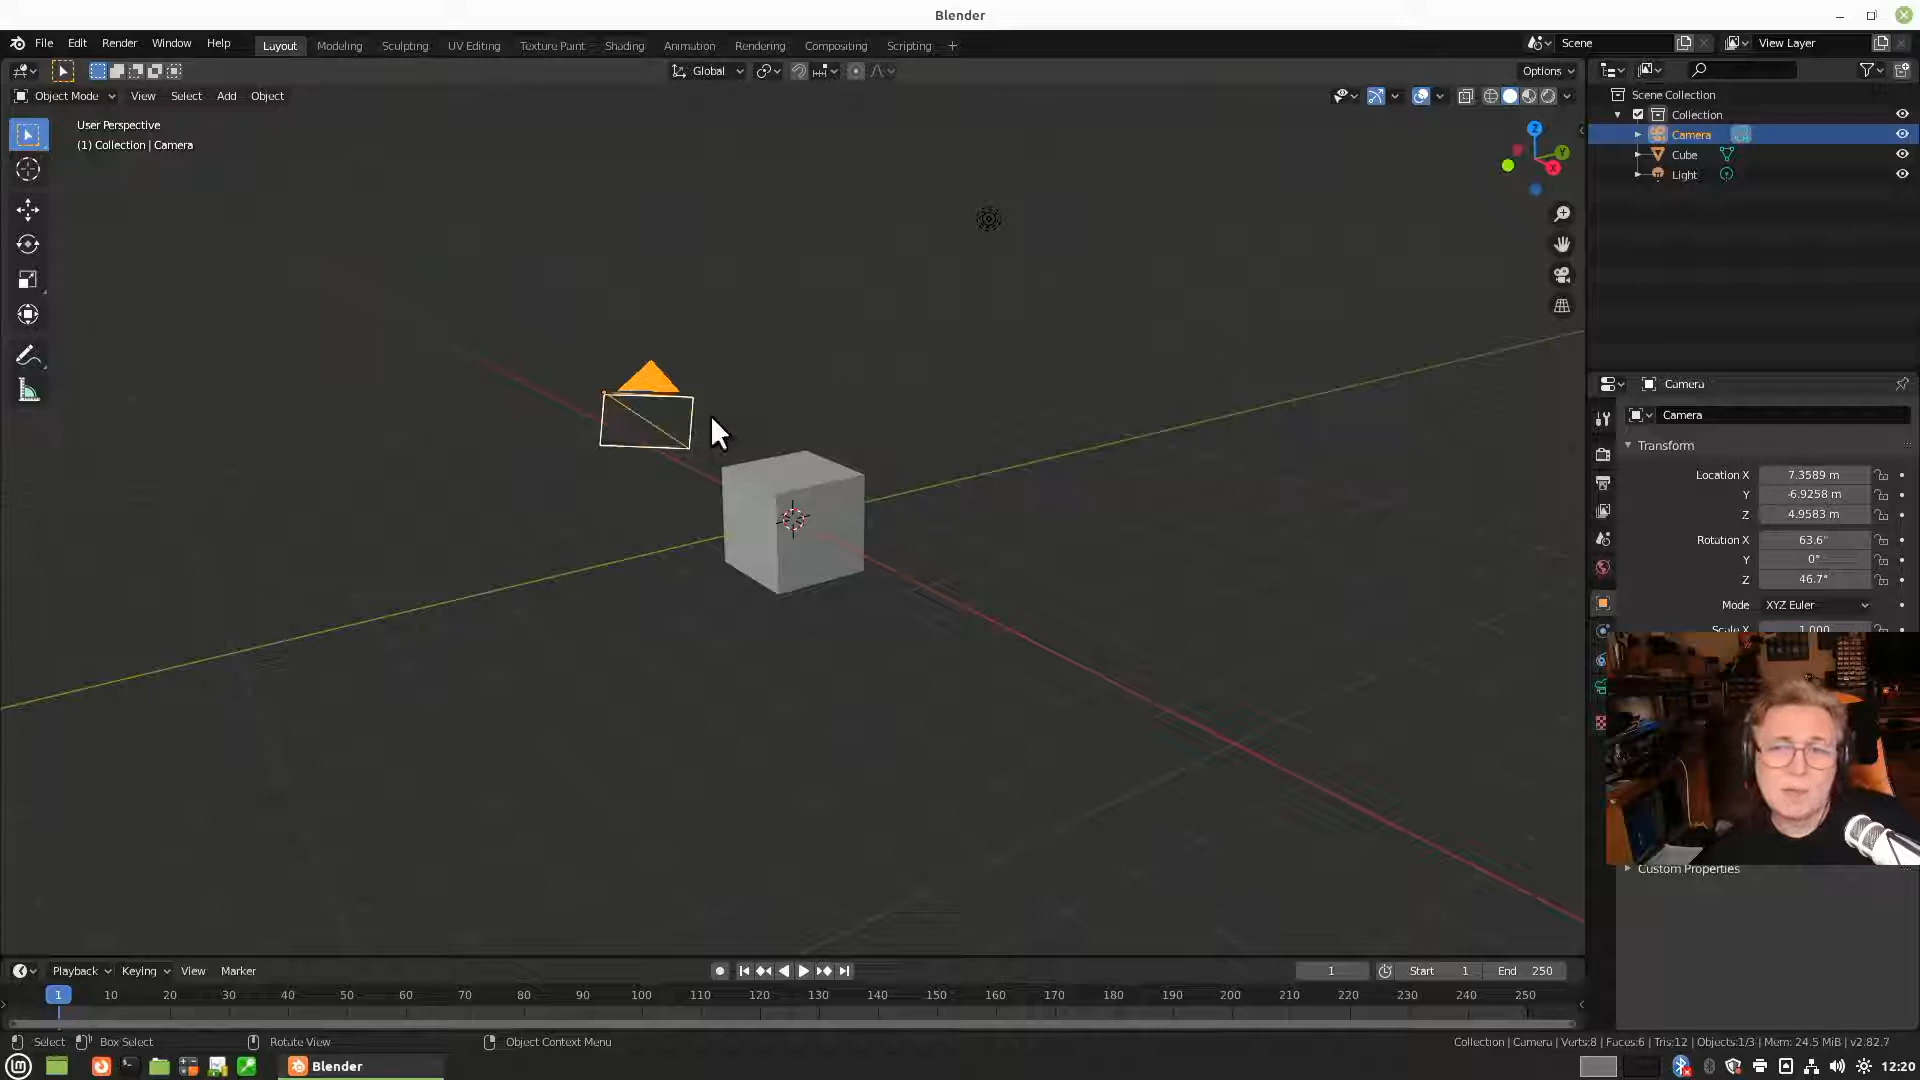 Blender
File Edit Render Window Help
Layout Modeling Sculpting UV Editing Texture Paint Shading Animation Rendering Compositing Scripting +
Scene
View Layer
Global
Options
Object Mode View Select Add Object
User Perspective
(1) Collection | Camera
Z
Y
X
Scene Collection
Collection
Camera
Cube
Light
Camera
Camera
Transform
Location X 7.3589 m
Y -6.9258 m
Z 4.9583 m
Rotation X 63.6°
Y 0°
Z 46.7°
Mode XYZ Euler
Scale X 1.000
Custom Properties
Playback Keying View Marker
1
Start 1
End 250
1 10 20 30 40 50 60 70 80 90 100 110 120 130 140 150 160 170 180 190 200 210 220 230 240 250
Select Box Select Rotate View Object Context Menu
Collection | Camera | Verts:8 | Faces:6 | Tris:12 | Objects:1/3 | Mem: 24.5 MiB | v2.82.7
Blender
12:20